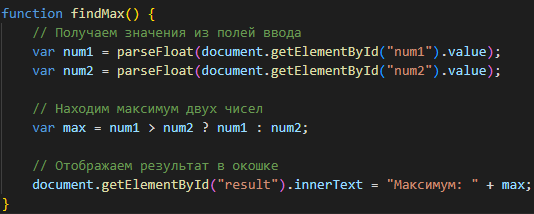 function findMax() {
// Получаем значения из полей ввода
var num1 = parseFloat(document.getElementById("num1").value);
var num2 = parseFloat(document.getElementById("num2").value);
// Находим максимум двух чисел
var max = num1 > num2 ? num1 : num2;
// Отображаем результат в окошке
document.getElementById("result").innerText = "Максимум: " + max;
}